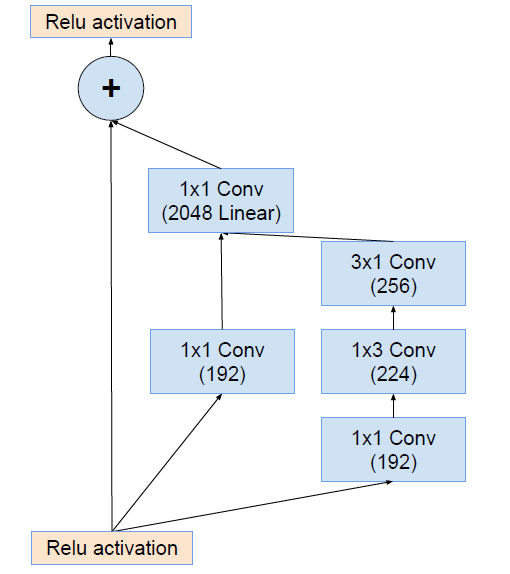 Relu activation
+
1x1 Conv
(2048 Linear)
3x1 Conv
(256)
1x1 Conv
(192)
1x3 Conv
(224)
1x1 Conv
(192)
Relu activation